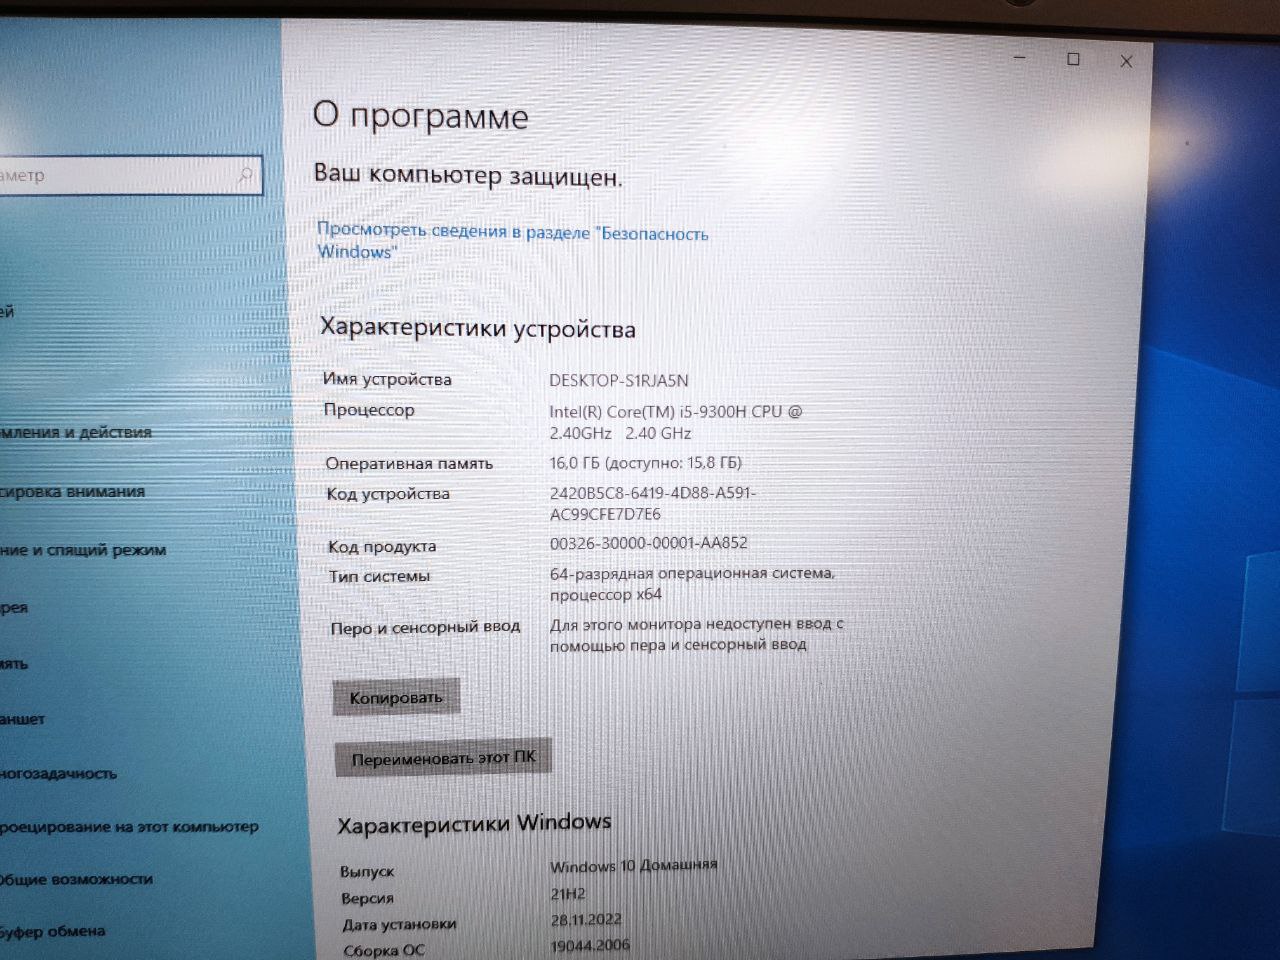 О программе
Ваш компьютер защищен.
Просмотреть сведения в разделе "Безопасность
Windows"
Характеристики устройства
Имя устройства DESKTOP-S1RJA5N
Процессор Intel(R) Core(TM) i5-9300H CPU @
2.40GHz 2.40 GHz
Оперативная память 16,0 ГБ (доступно: 15,8 ГБ)
Код устройства 2420B5C8-6419-4D88-A591-
AC99CFE7D7E6
Код продукта 00326-30000-00001-AA852
Тип системы 64-разрядная операционная система,
процессор x64
Перо и сенсорный ввод Для этого монитора недоступен ввод с
помощью пера и сенсорный ввод
Копировать
Переименовать этот ПК
Характеристики Windows
Выпуск Windows 10 Домашняя
Версия 21H2
Дата установки 28.11.2022
Сборка ОС 19044.2006
аметр
ей
мления и действия
сировка внимания
ние и спящий режим
рея
мять
аншет
ногозадачность
роецирование на этот компьютер
Общие возможности
Буфер обмена